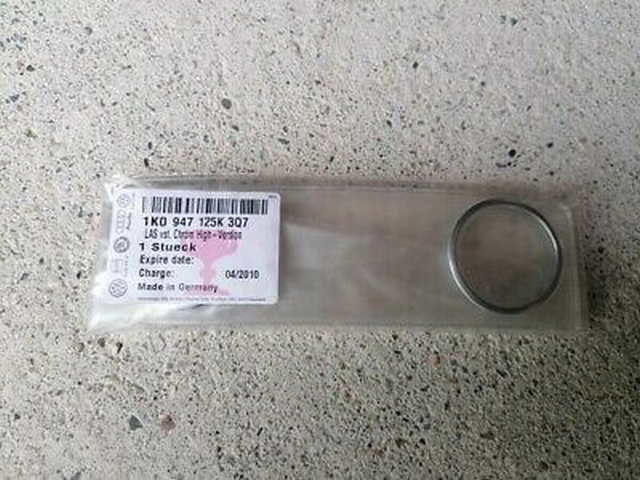 1K0 947 125K 3Q7
LAS vst. Chrom High-Version
1 Stueck
Expire date:
Charge: 04/2010
Made in Germany